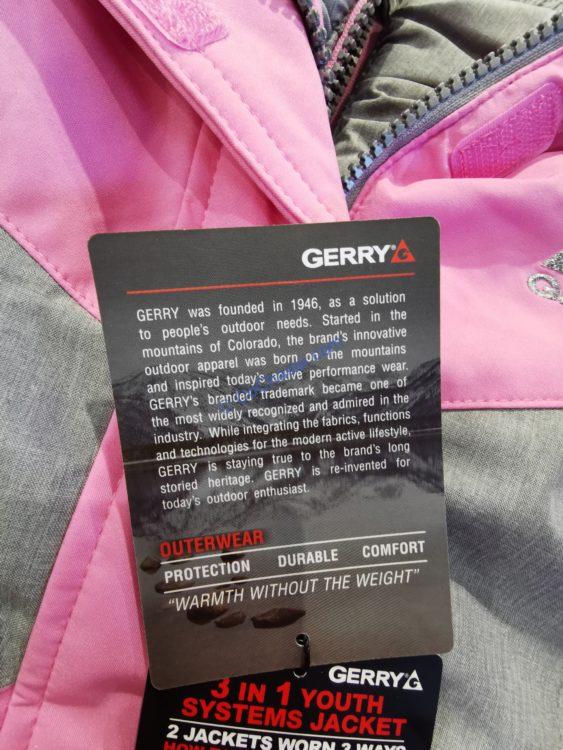 GERRY
GERRY was founded in 1946, as a solution
to people's outdoor needs. Started in the
mountains of Colorado, the brand's innovative
outdoor apparel was born on the mountains
and inspired today's active performance wear.
GERRY's branded trademark became one of
the most widely recognized and admired in the
industry. While integrating the fabrics, functions
and technologies for the modern active lifestyle,
GERRY is staying true to the brand's long
storied heritage. GERRY is re-invented for
today's outdoor enthusiast.
OUTERWEAR
PROTECTION DURABLE COMFORT
“WARMTH WITHOUT THE WEIGHT”
GERRY
3 IN 1 YOUTH
SYSTEMS JACKET
2 JACKETS WORN 3 WAYS